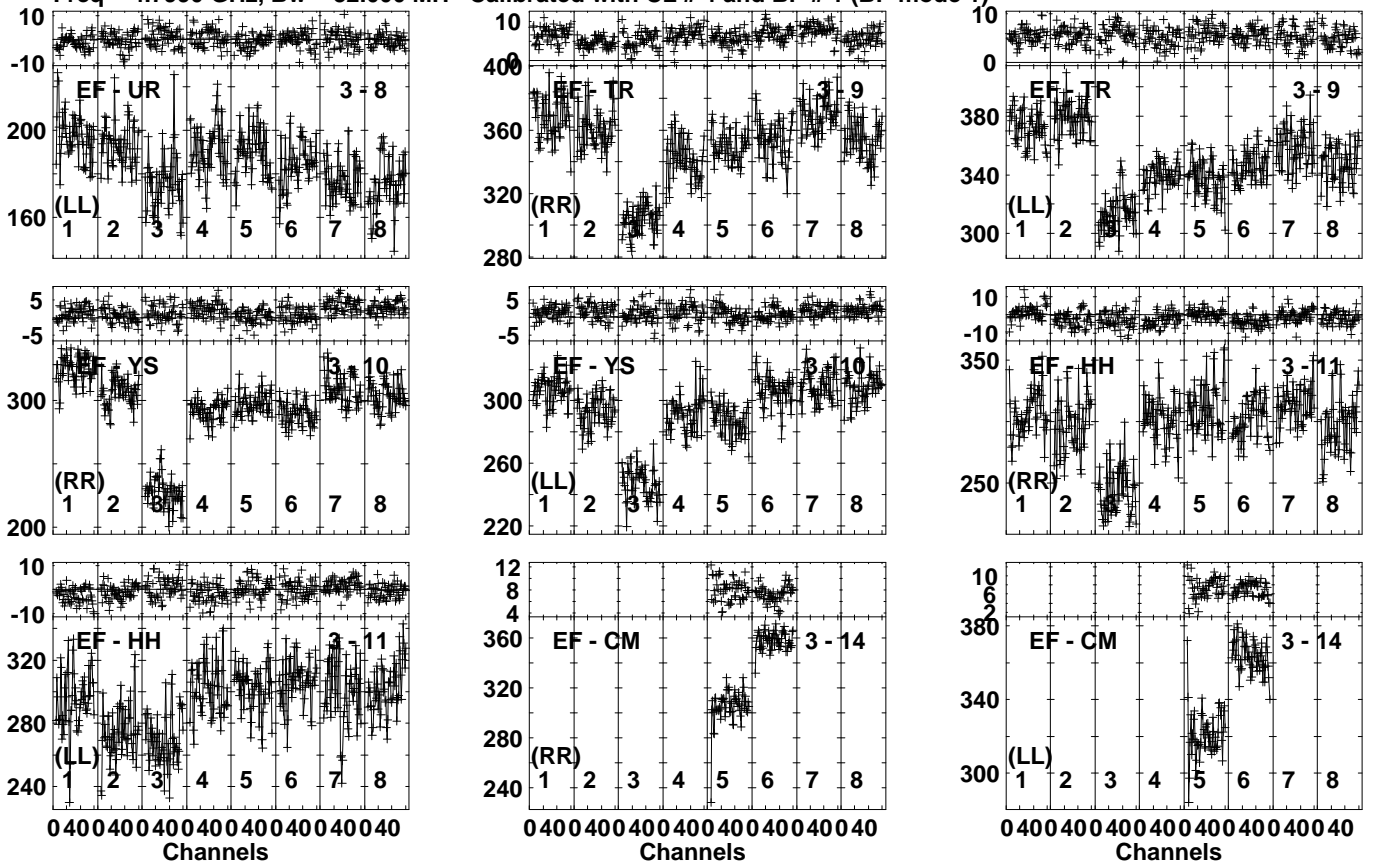 10
0
-10
EF - UR 3 - 8
200
160
(LL)
1 2 3 4 5 6 7 8
10
0
400
EF - TR 3 - 9
360
320
280
(RR)
1 2 3 4 5 6 7 8
10
0
EF - TR 3 - 9
380
340
300
(LL)
1 2 3 4 5 6 7 8
5
-5
EF - YS 3 - 10
300
200
(RR)
1 2 3 4 5 6 7 8
5
-5
EF - YS 3 - 10
300
260
220
(LL)
1 2 3 4 5 6 7 8
10
-10
EF - HH 3 - 11
350
250
(RR)
1 2 3 4 5 6 7 8
10
-10
EF - HH 3 - 11
320
280
240
(LL)
1 2 3 4 5 6 7 8
0 40 0 40 0 40 0 40 0 40 0 40 0 40 0 40
Channels
12
8
4
EF - CM 3 - 14
360
320
280
240
(RR)
1 2 3 4 5 6 7 8
0 40 0 40 0 40 0 40 0 40 0 40 0 40 0 40
Channels
10
6
2
EF - CM 3 - 14
380
340
300
(LL)
1 2 3 4 5 6 7 8
0 40 0 40 0 40 0 40 0 40 0 40 0 40 0 40
Channels